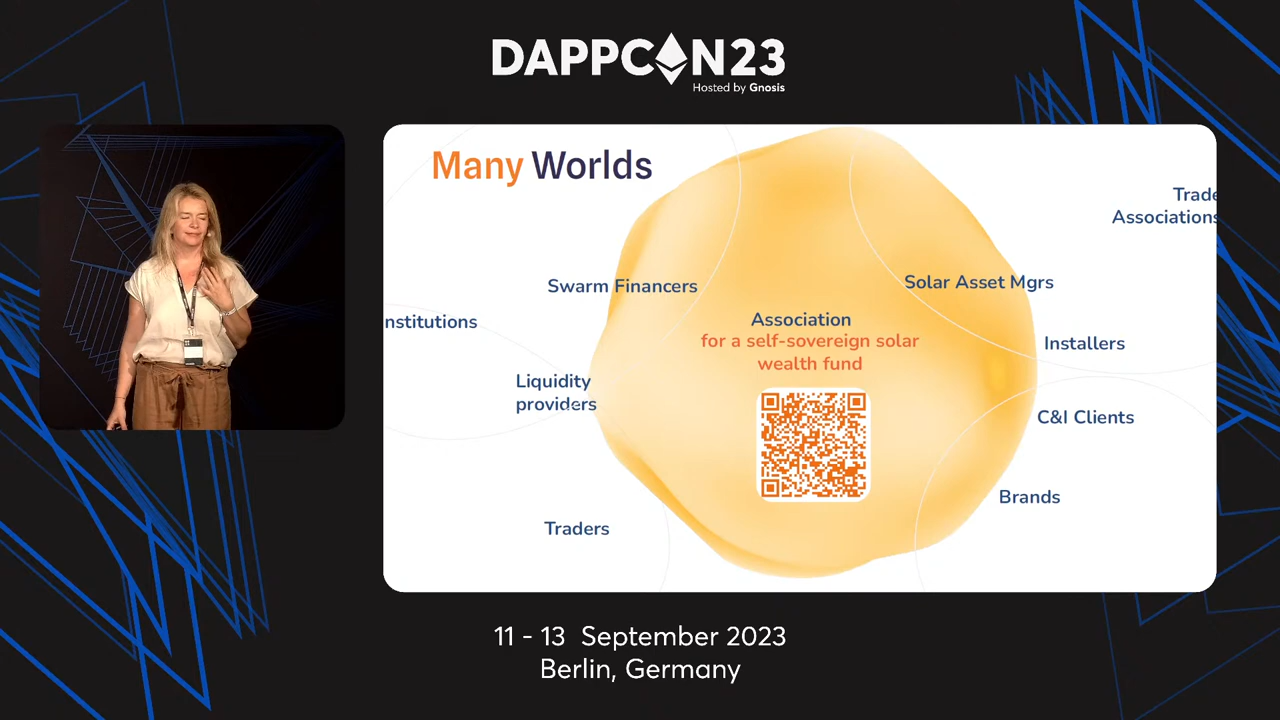 DAPPCON23
Hosted by Gnosis
Many Worlds
Trade
Associations
Swarm Financers
Solar Asset Mgrs
nstitutions
Association
for a self-sovereign solar
wealth fund
Installers
Liquidity
providers
C&I Clients
Brands
Traders
11 - 13 September 2023
Berlin, Germany